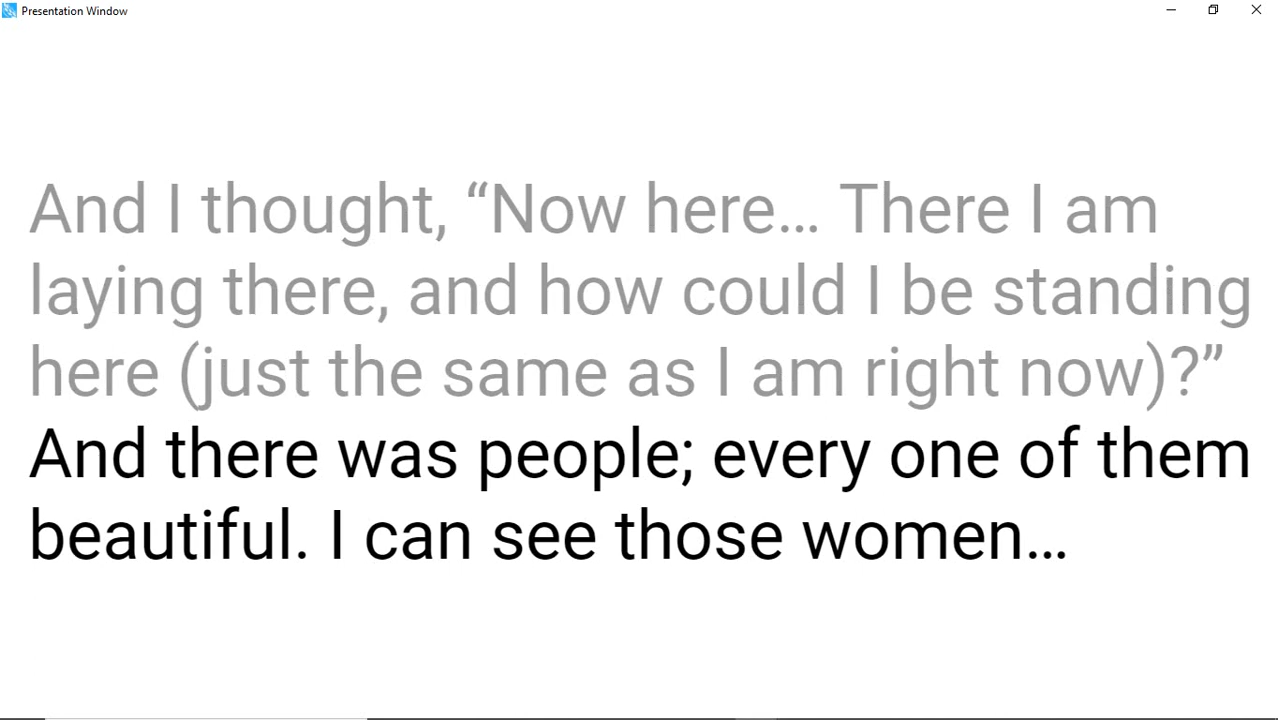 Presentation Window
And I thought, “Now here… There I am
laying there, and how could I be standing
here (just the same as I am right now)?”
And there was people; every one of them
beautiful. I can see those women…